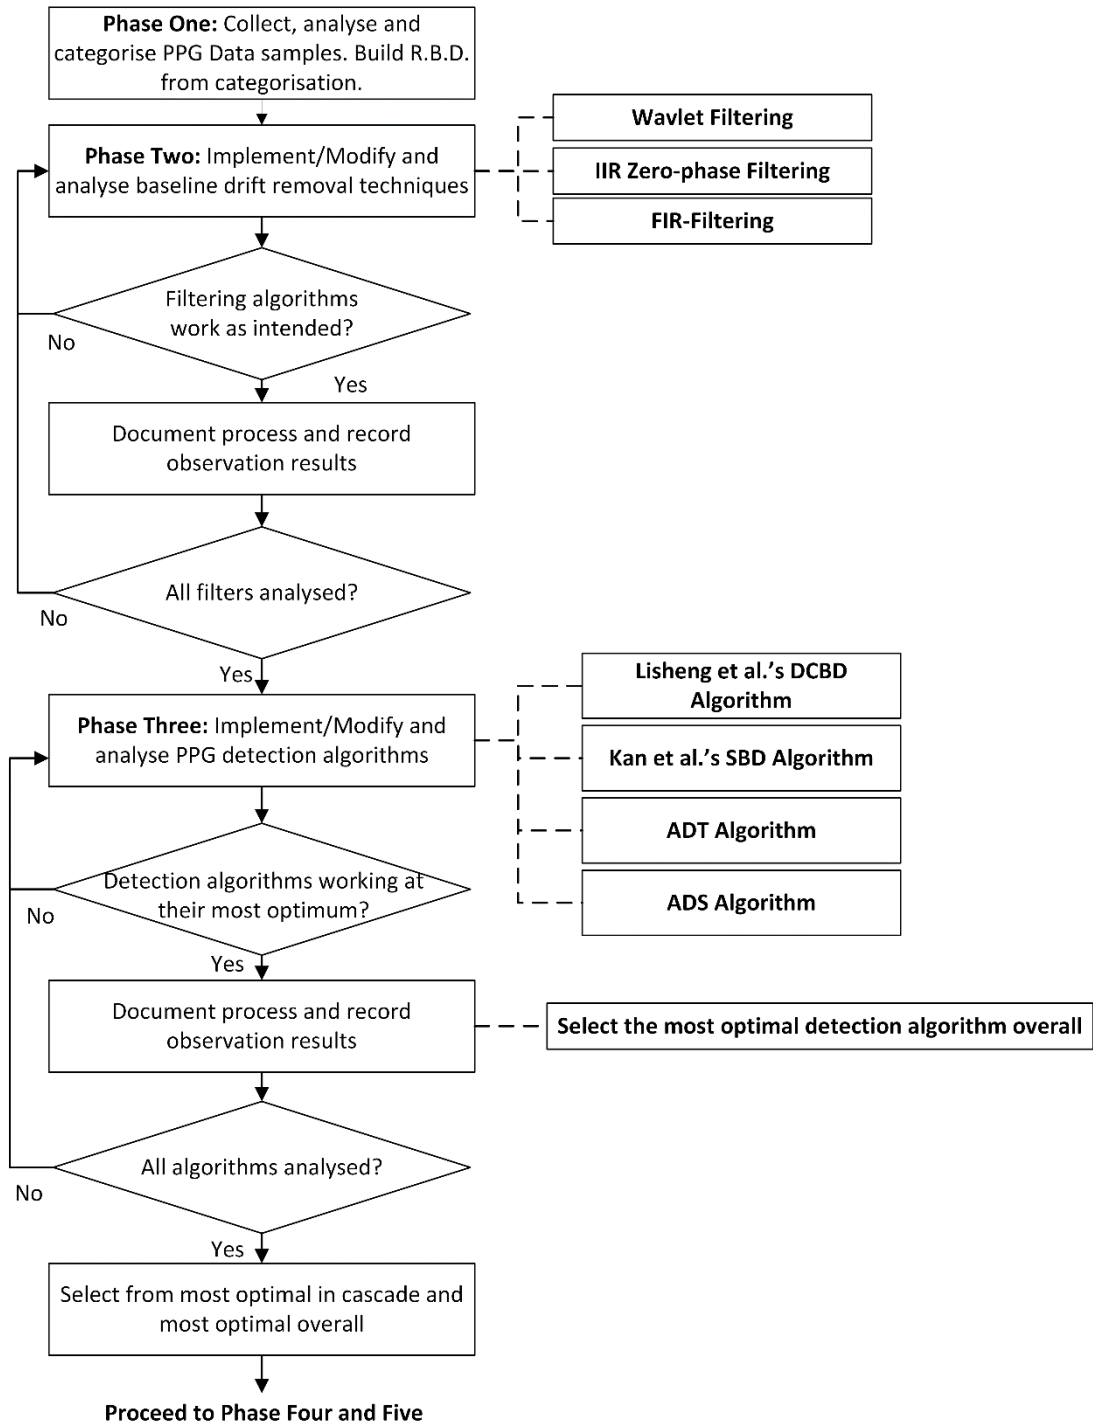 Phase One: Collect, analyse and
categorise PPG Data samples. Build R.B.D.
from categorisation.
Wavlet Filtering
Phase Two: Implement/Modify and
analyse baseline drift removal techniques
IIR Zero-phase Filtering
FIR-Filtering
Filtering algorithms
work as intended?
No
Yes
Document process and record
observation results
All filters analysed?
No
Yes
Phase Three: Implement/Modify and
analyse PPG detection algorithms
Lisheng et al.'s DCBD
Algorithm
Kan et al.'s SBD Algorithm
ADT Algorithm
ADS Algorithm
Detection algorithms working at
their most optimum?
No
Yes
Document process and record
observation results
Select the most optimal detection algorithm overall
All algorithms analysed?
No
Yes
Select from most optimal in cascade and
most optimal overall
Proceed to Phase Four and Five